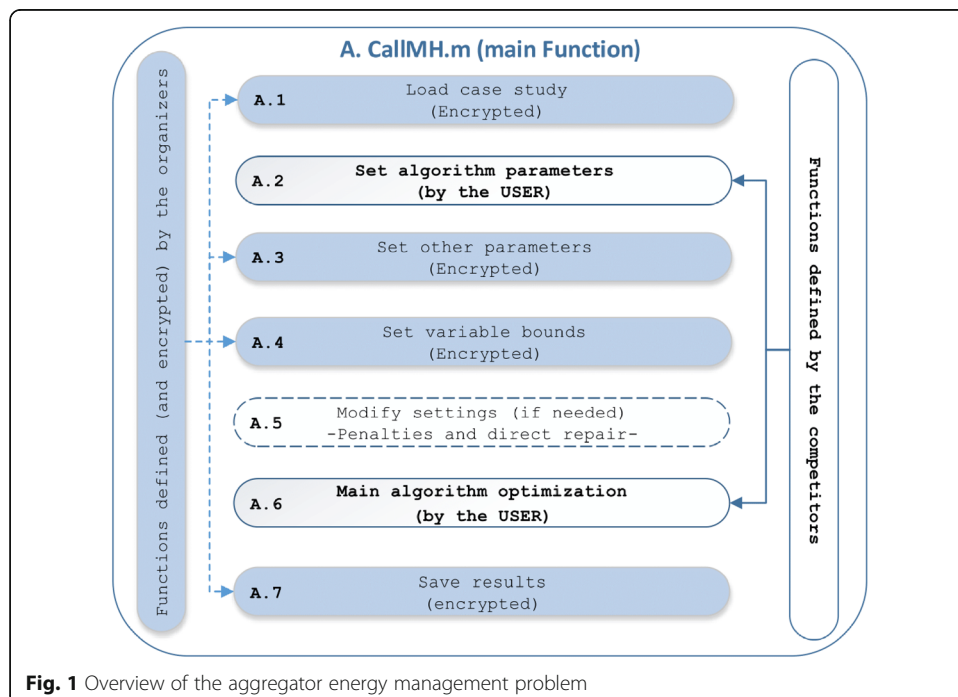 A. CallMH.m (main Function)
Functions defined (and encrypted) by the organizers
A.1
Load case study
(Encrypted)
A.2
Set algorithm parameters
(by the USER)
A.3
Set other parameters
(Encrypted)
A.4
Set variable bounds
(Encrypted)
A.5
Modify settings (if needed)
-Penalties and direct repair-
A.6
Main algorithm optimization
(by the USER)
A.7
Save results
(encrypted)
Functions defined by the competitors
Fig. 1 Overview of the aggregator energy management problem